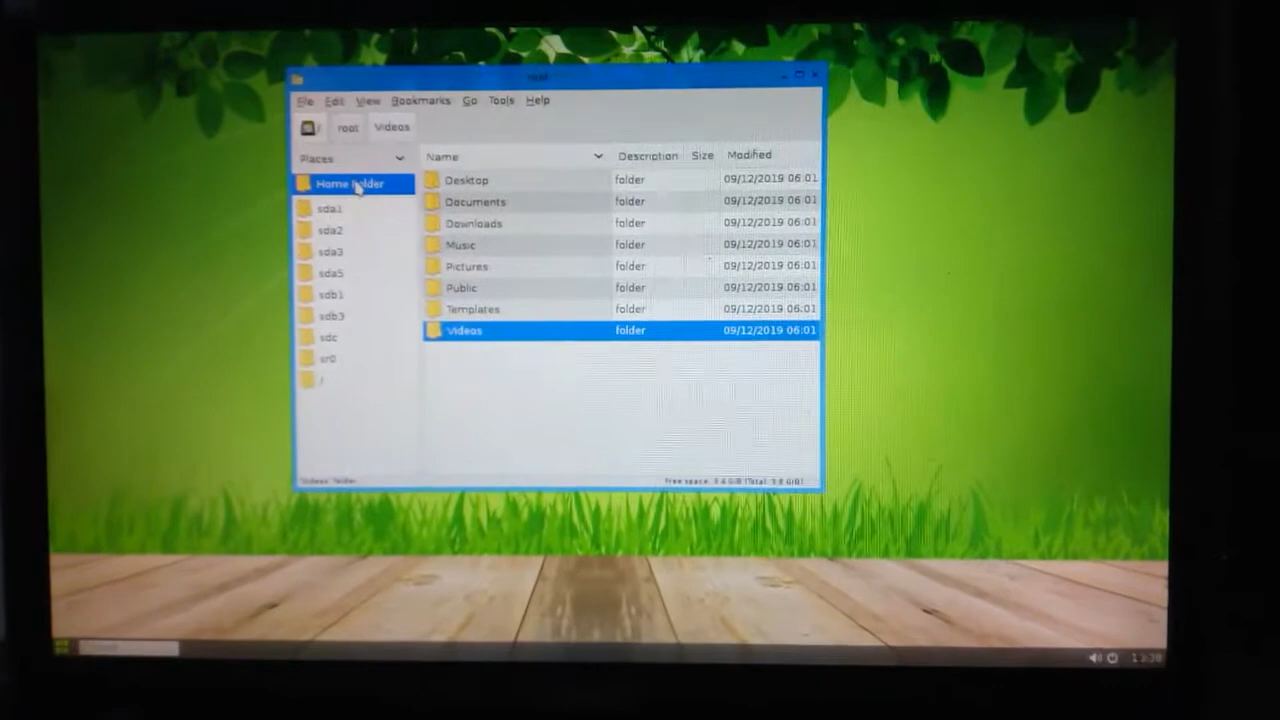 root
File Edit View Bookmarks Go Tools Help
/ root Videos
Places
Name Description Size Modified
Home Folder
sda1
sda2
sda3
sda5
sdb1
sdb3
sdc
sr0
/
Desktop folder 09/12/2019 06:01
Documents folder 09/12/2019 06:01
Downloads folder 09/12/2019 06:01
Music folder 09/12/2019 06:01
Pictures folder 09/12/2019 06:01
Public folder 09/12/2019 06:01
Templates folder 09/12/2019 06:01
Videos folder 09/12/2019 06:01
"Videos" folder
Free space: 3.4 GiB (Total: 3.8 GiB)